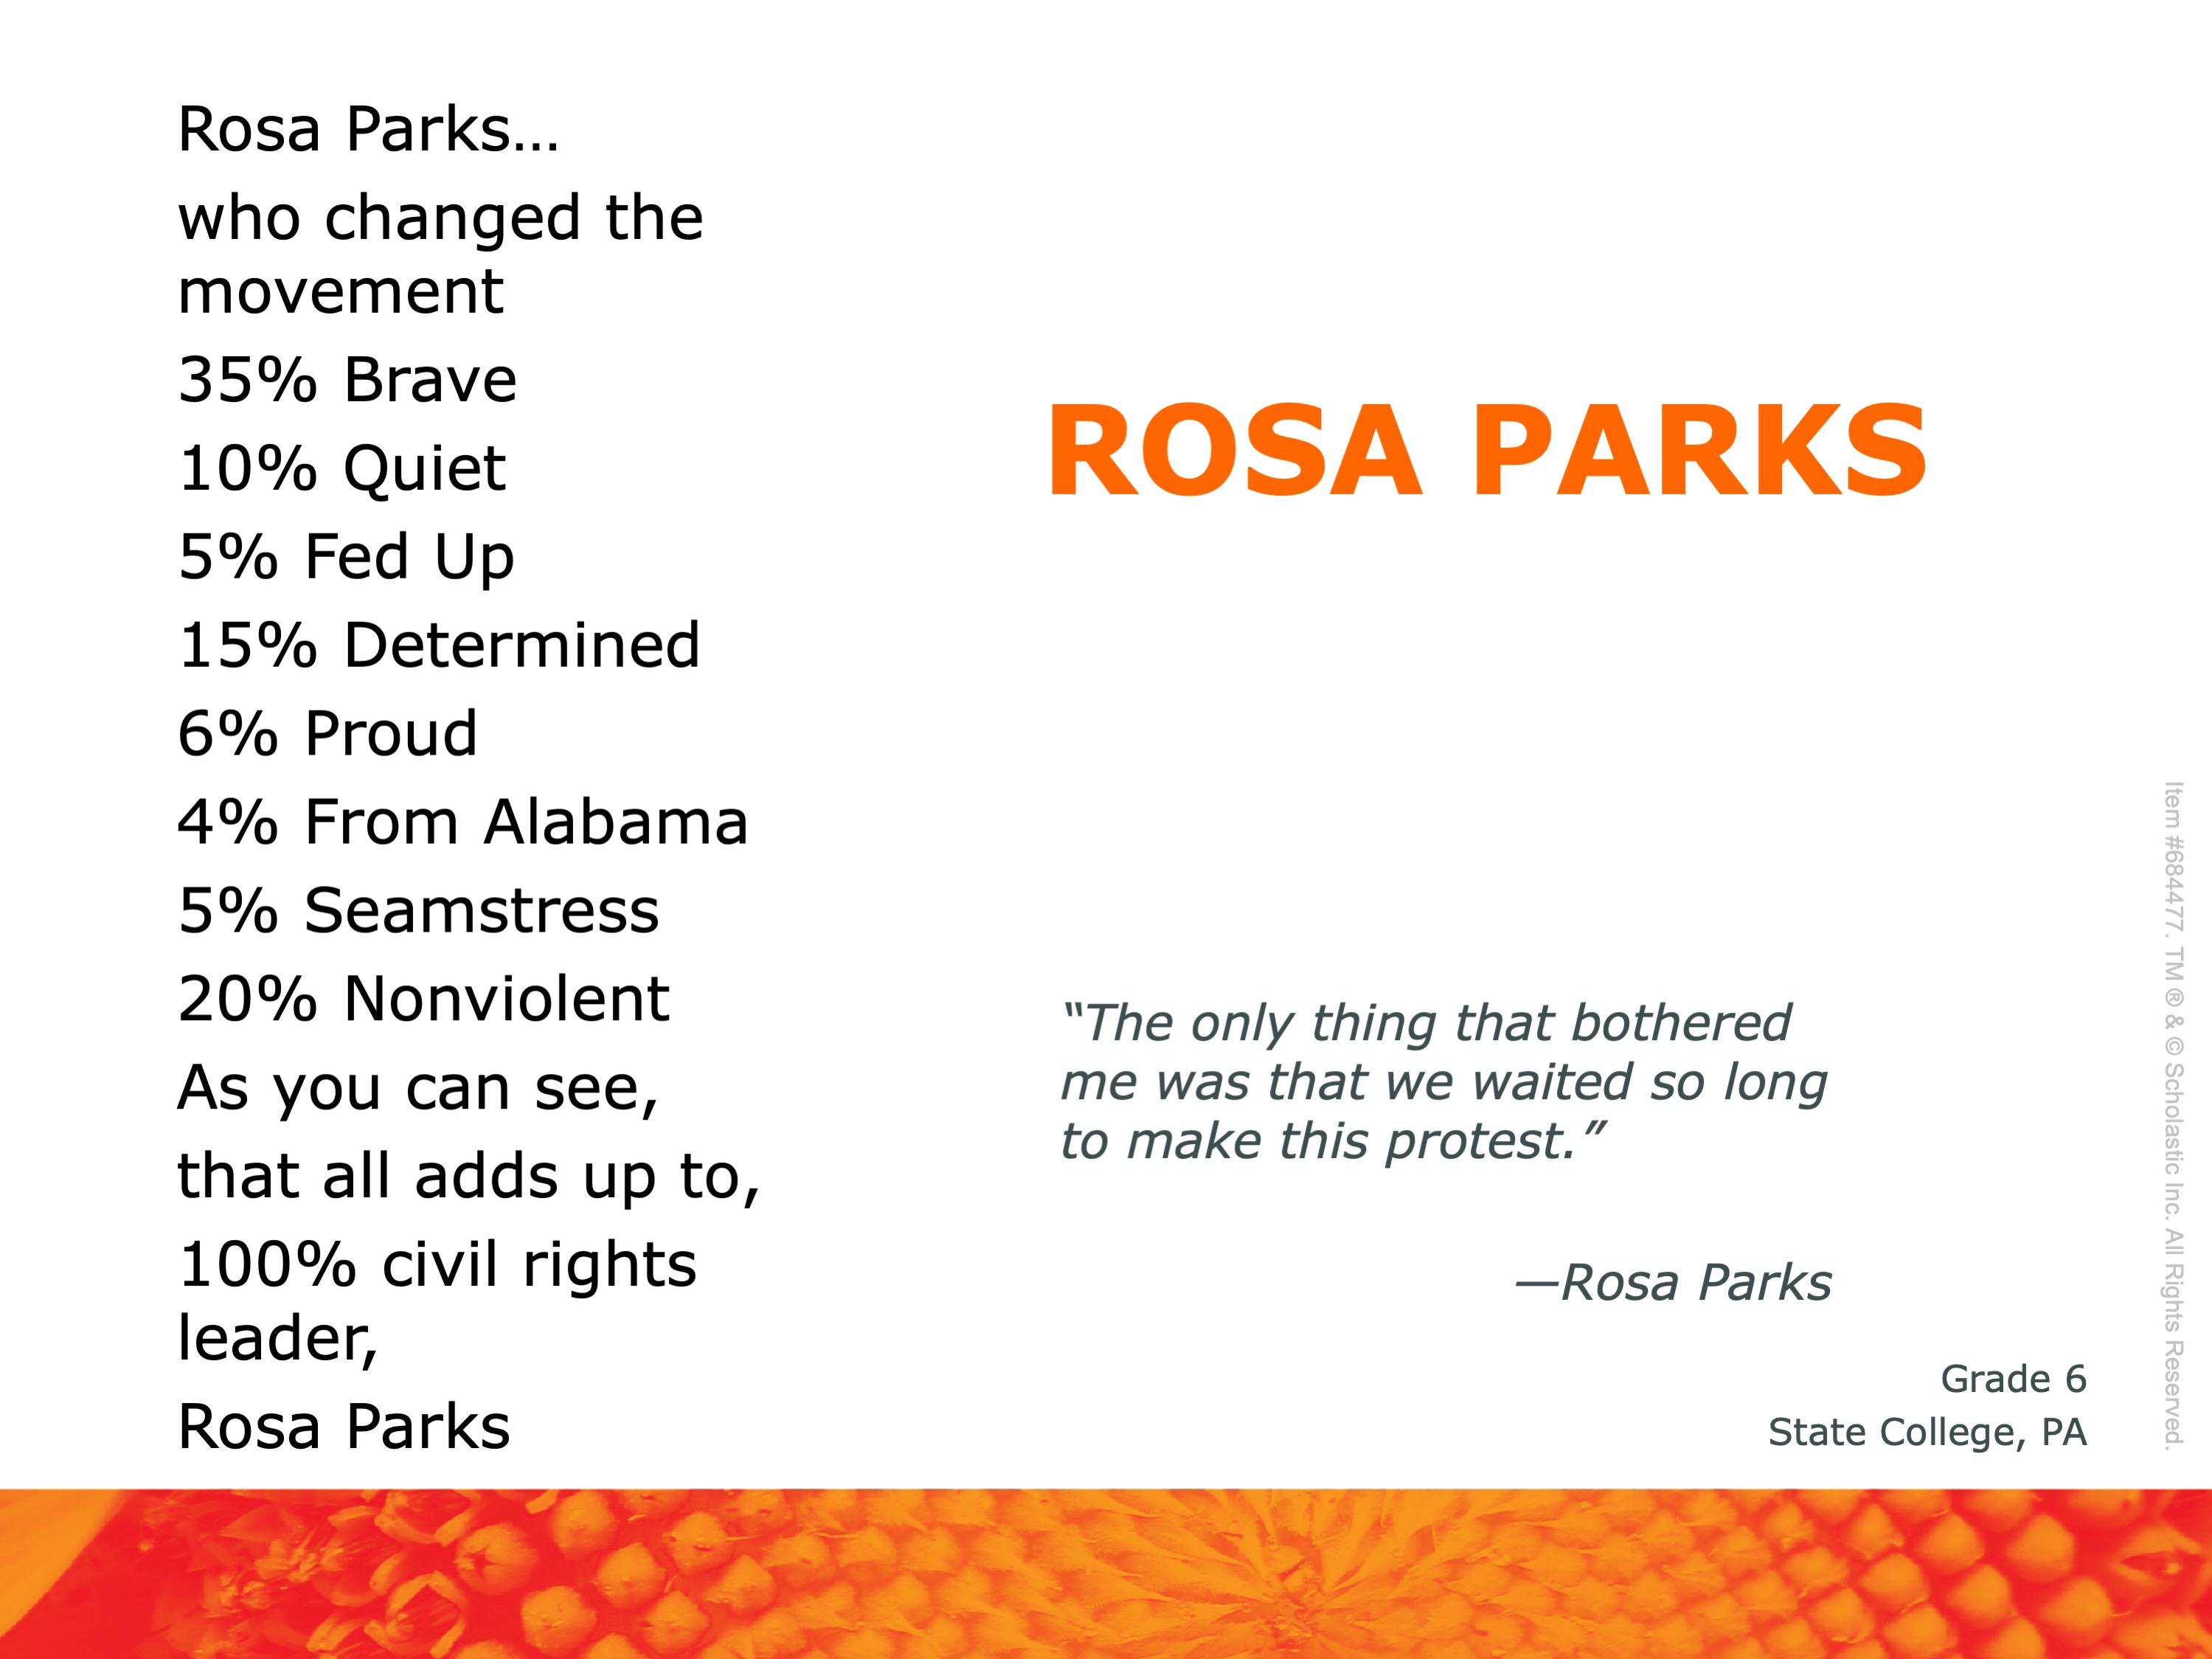 Rosa Parks…
who changed the
movement
35% Brave
10% Quiet
5% Fed Up
15% Determined
6% Proud
4% From Alabama
5% Seamstress
20% Nonviolent
As you can see,
that all adds up to,
100% civil rights
leader,
Rosa Parks
ROSA PARKS
“The only thing that bothered
me was that we waited so long
to make this protest.”
—Rosa Parks
Grade 6
State College, PA
Item #684477. TM ® & © Scholastic Inc. All Rights Reserved.